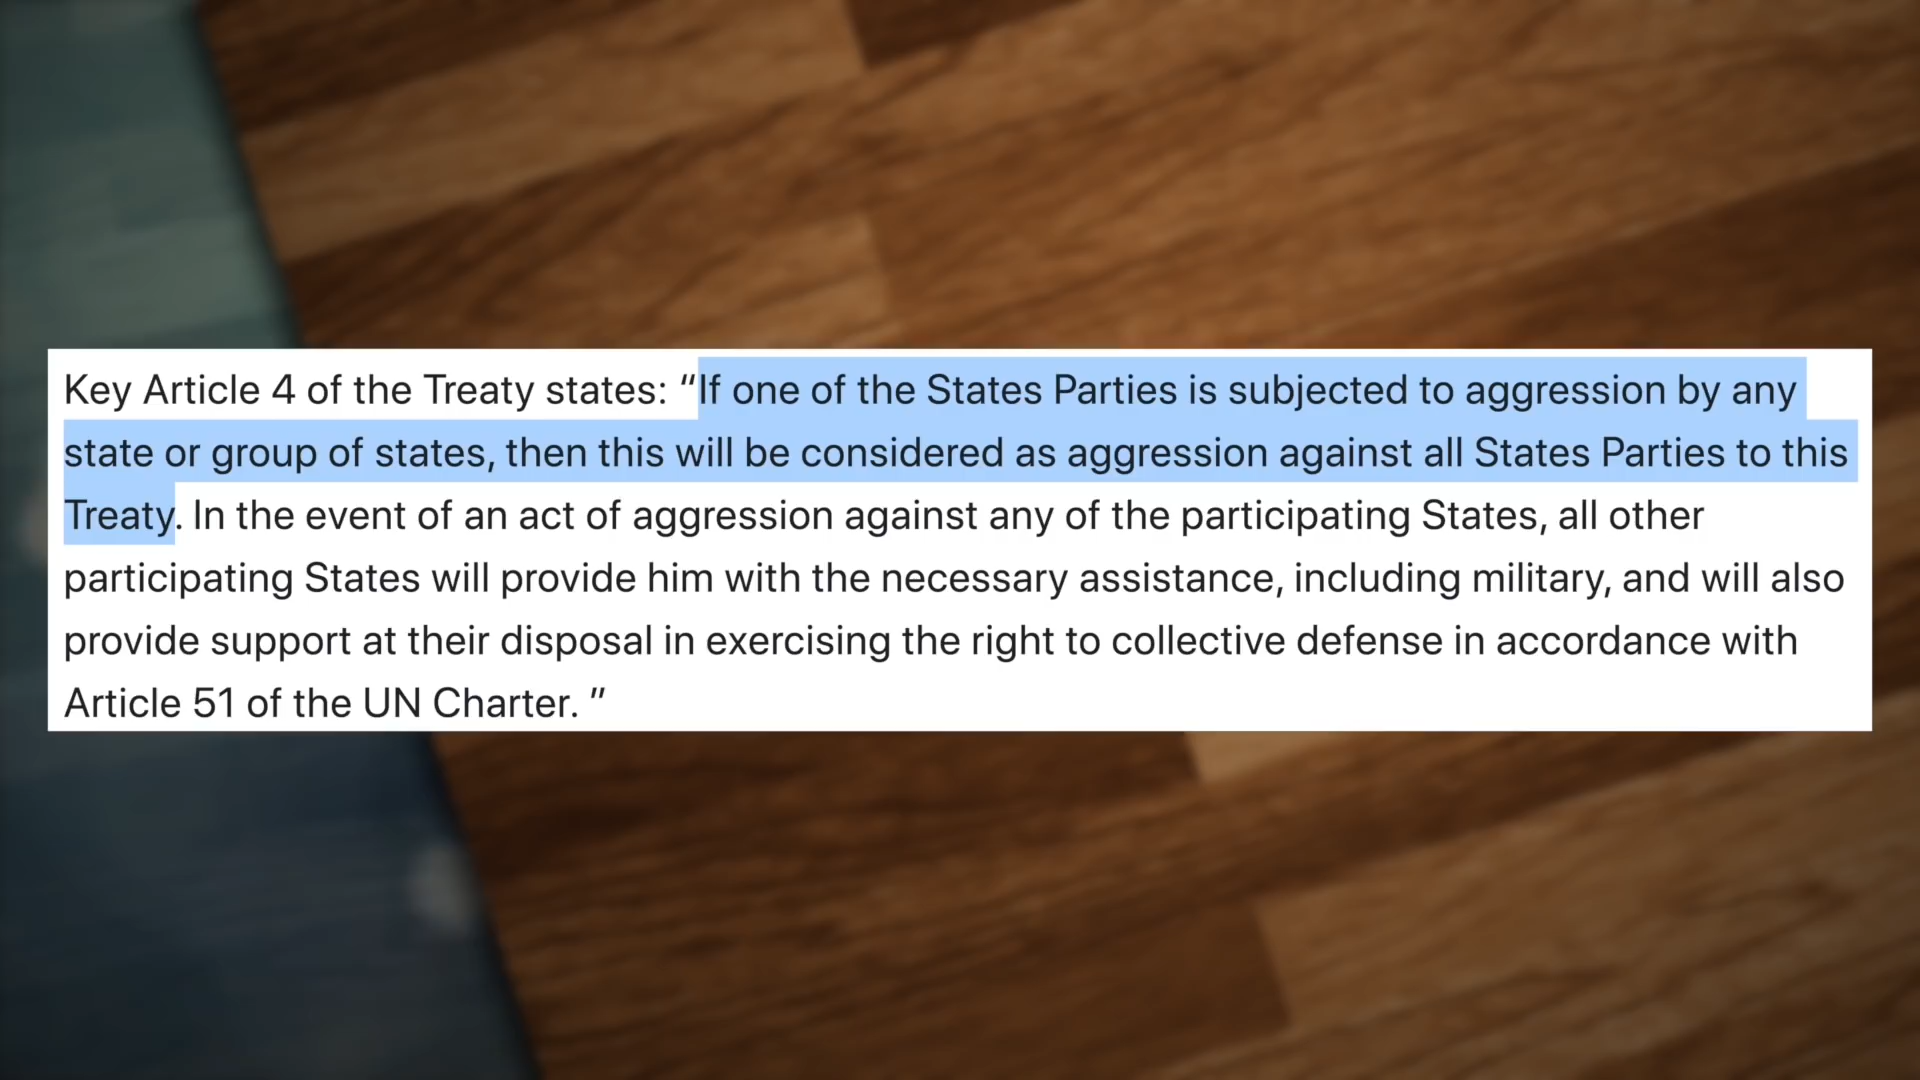 Key Article 4 of the Treaty states: “If one of the States Parties is subjected to aggression by any
state or group of states, then this will be considered as aggression against all States Parties to this
Treaty. In the event of an act of aggression against any of the participating States, all other
participating States will provide him with the necessary assistance, including military, and will also
provide support at their disposal in exercising the right to collective defense in accordance with
Article 51 of the UN Charter. ”